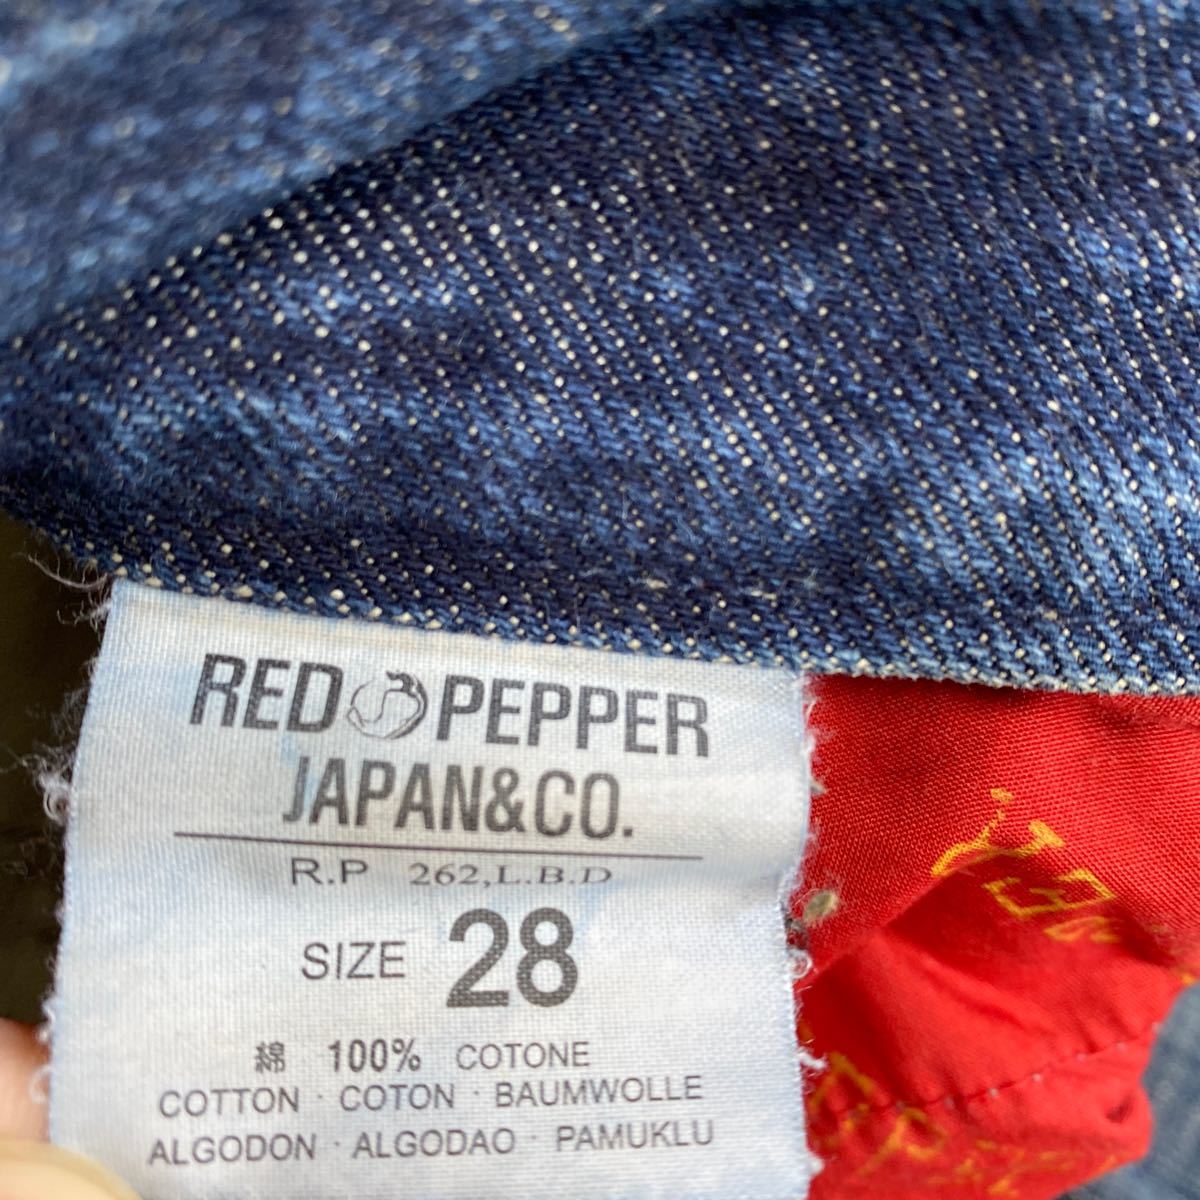 RED PEPPER
JAPAN&CO.
R.P 262,L.B.D
SIZE 28
綿 100% COTONE
COTTON · COTON · BAUMWOLLE
ALGODON · ALGODAO · PAMUKLU